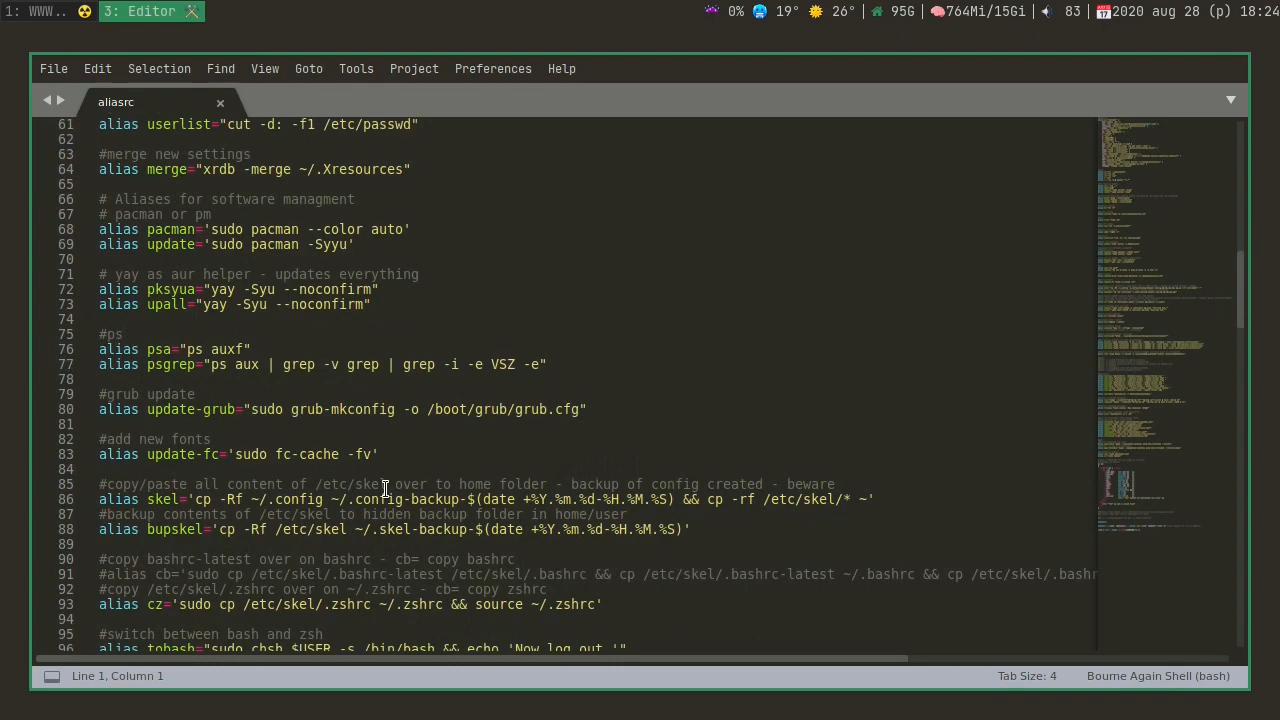 1: WWW.. 3: Editor 0% 19° 26° 95G 764Mi/15Gi 83 2020 aug 28 (p) 18:24
File Edit Selection Find View Goto Tools Project Preferences Help
aliasrc
61 alias userlist="cut -d: -f1 /etc/passwd"
62
63 #merge new settings
64 alias merge="xrdb -merge ~/.Xresources"
65
66 # Aliases for software managment
67 # pacman or pm
68 alias pacman='sudo pacman --color auto'
69 alias update='sudo pacman -Syyu'
70
71 # yay as aur helper - updates everything
72 alias pksyua="yay -Syu --noconfirm"
73 alias upall="yay -Syu --noconfirm"
74
75 #ps
76 alias psa="ps auxf"
77 alias psgrep="ps aux | grep -v grep | grep -i -e VSZ -e"
78
79 #grub update
80 alias update-grub="sudo grub-mkconfig -o /boot/grub/grub.cfg"
81
82 #add new fonts
83 alias update-fc='sudo fc-cache -fv'
84
85 #copy/paste all content of /etc/skel over to home folder - backup of config created - beware
86 alias skel='cp -Rf ~/.config ~/.config-backup-$(date +%Y.%m.%d-%H.%M.%S) && cp -rf /etc/skel/* ~'
87 #backup contents of /etc/skel to hidden backup folder in home/user
88 alias bupskel='cp -Rf /etc/skel ~/.skel-backup-$(date +%Y.%m.%d-%H.%M.%S)'
89
90 #copy bashrc-latest over on bashrc - cb= copy bashrc
91 #alias cb='sudo cp /etc/skel/.bashrc-latest /etc/skel/.bashrc && cp /etc/skel/.bashrc-latest ~/.bashrc && cp /etc/skel/.bashr
92 #copy /etc/skel/.zshrc over on ~/.zshrc - cb= copy zshrc
93 alias cz='sudo cp /etc/skel/.zshrc ~/.zshrc && source ~/.zshrc'
94
95 #switch between bash and zsh
96 alias tobash="sudo chsh $USER -s /bin/bash && echo 'Now log out.'"
Line 1, Column 1 Tab Size: 4 Bourne Again Shell (bash)